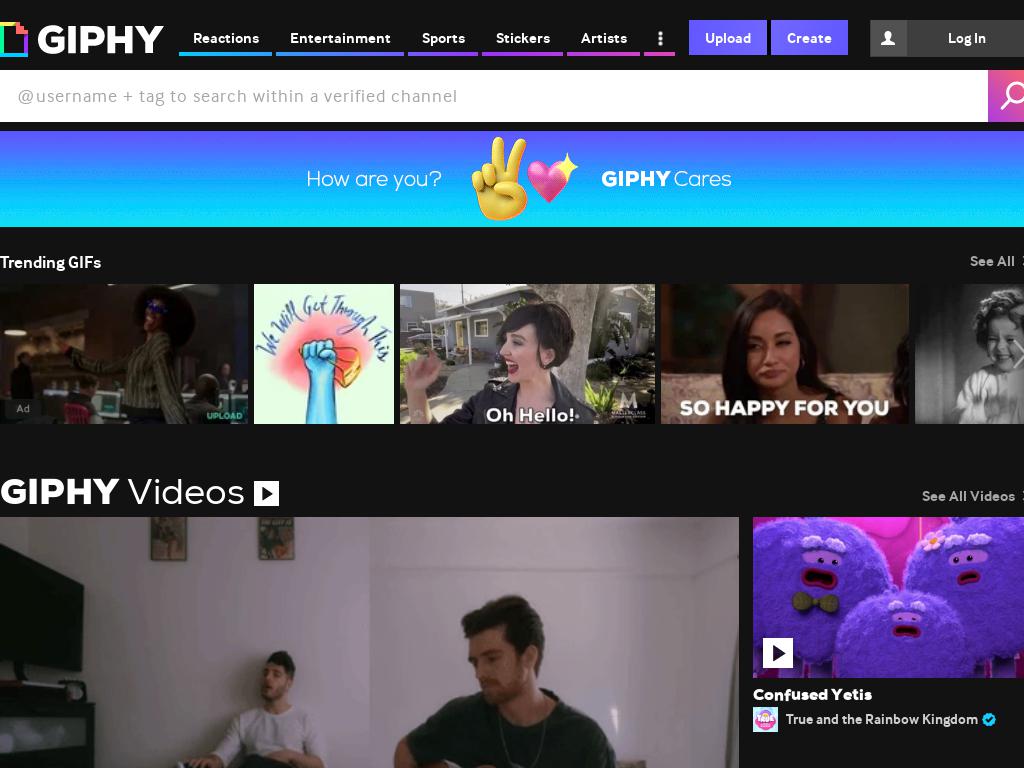 GIPHY
Reactions
Entertainment
Sports
Stickers
Artists
Upload
Create
Log In
@username + tag to search within a verified channel
How are you?
GIPHY Cares
Trending GIFs
See All
Ad
UPLOAD
We Will Get Through This
Oh Hello!
MASTERCLASS
SO HAPPY FOR YOU
GIPHY Videos
See All Videos
Confused Yetis
TRUE
True and the Rainbow Kingdom